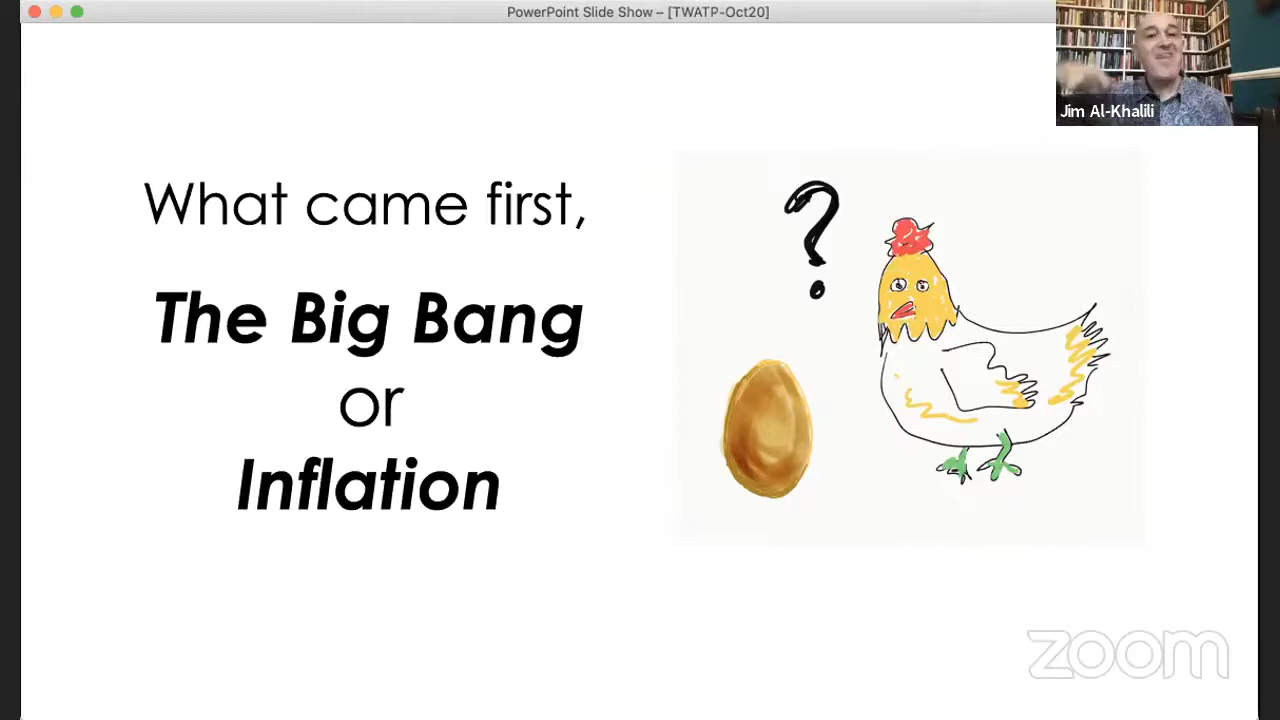 PowerPoint Slide Show – [TWATP-Oct20]
Jim Al-Khalili
What came first,
?
The Big Bang
or
Inflation
zoom